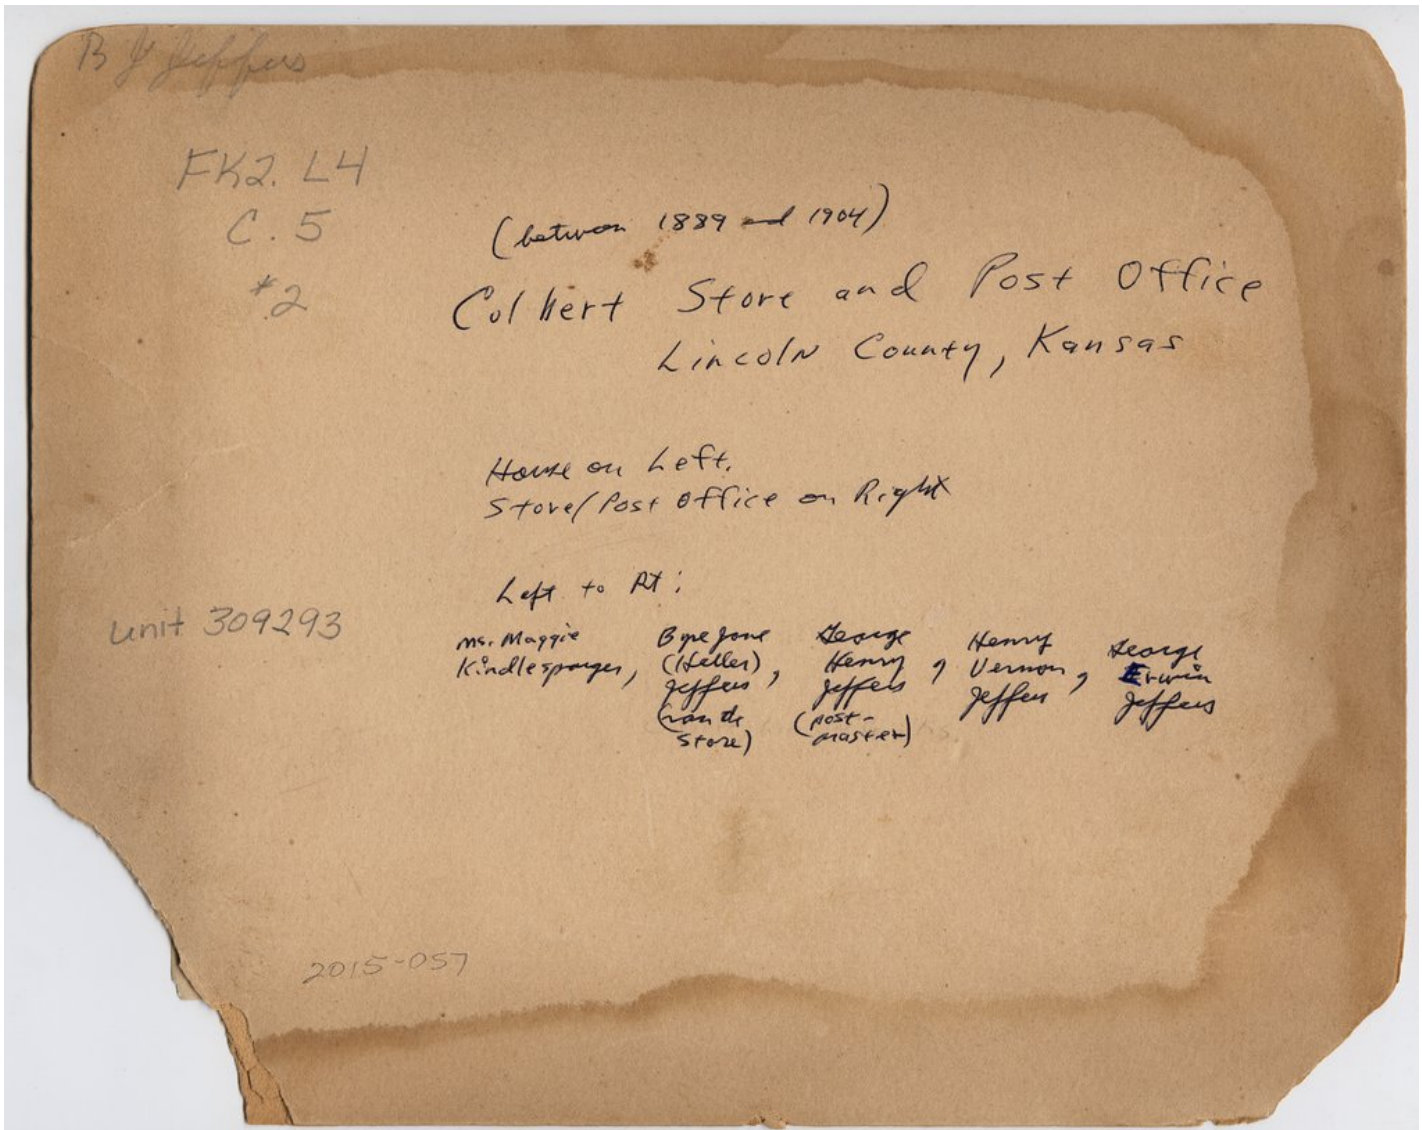 B J Jeffers
FK2. L4
C. 5
#2
(between 1889 and 1904)
Colbert Store and Post Office
Lincoln County, Kansas
House on Left.
Store/Post Office on Right
Left to Rt:
unit 309293
Ms. Maggie
Kindlesparger,
Jane
(Heller)
Jeffers,
(ran the
Store)
George
Henry
Jeffers,
(post-
master)
Henry
Vernon,
Jeffers
George
Erwin
Jeffers
2015-057